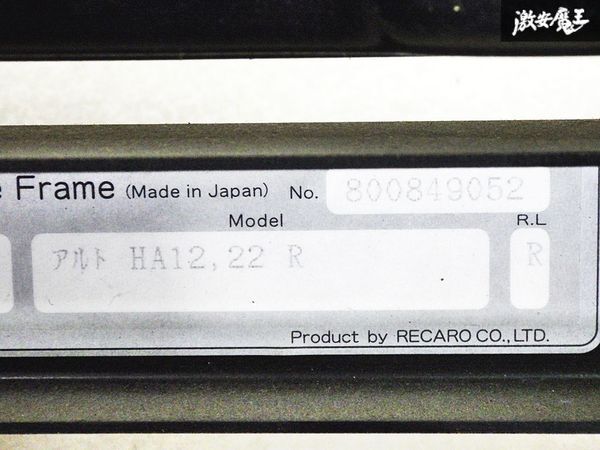 激安魔王
e Frame (Made in Japan) No. 800849052
Model R.L
アルト HA12,22 R R
Product by RECARO CO.,LTD.